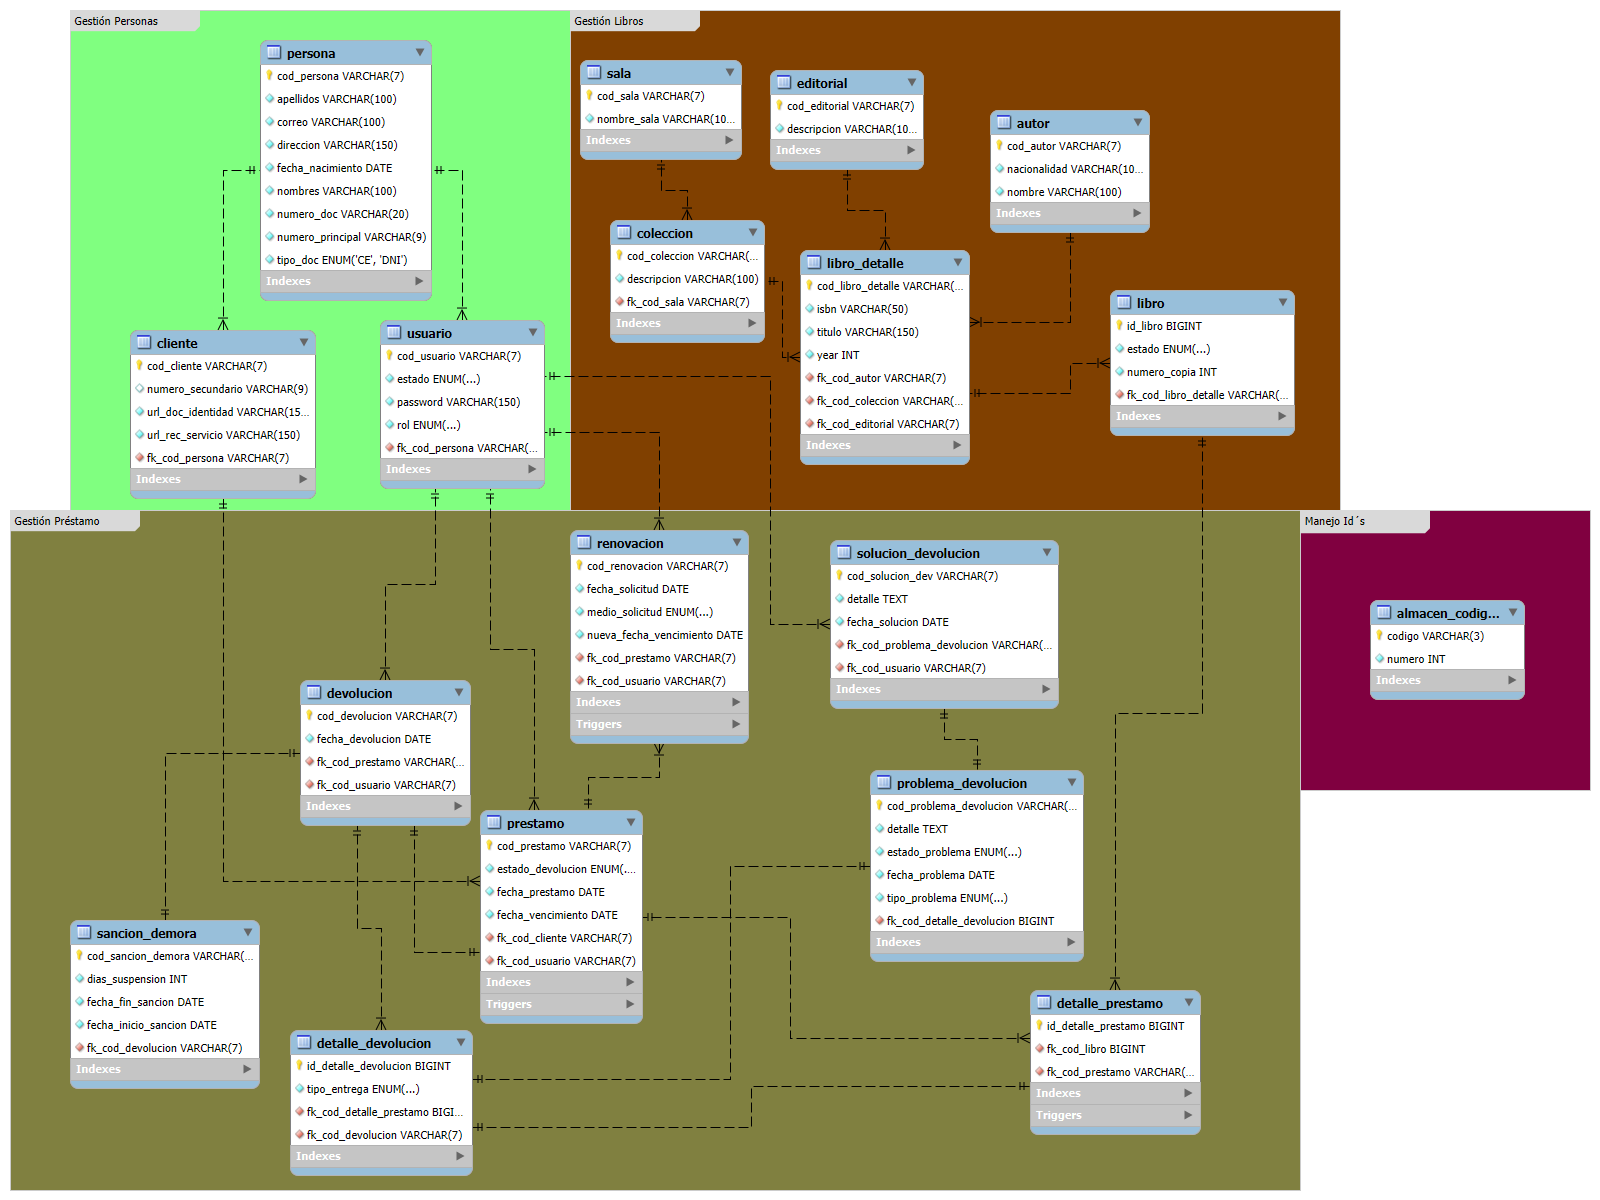 Gestión Personas
persona
cod_persona VARCHAR(7)
apellidos VARCHAR(100)
correo VARCHAR(100)
direccion VARCHAR(150)
fecha_nacimiento DATE
nombres VARCHAR(100)
numero_doc VARCHAR(20)
numero_principal VARCHAR(9)
tipo_doc ENUM('CE', 'DNI')
Indexes
cliente
cod_cliente VARCHAR(7)
numero_secundario VARCHAR(9)
url_doc_identidad VARCHAR(15...
url_rec_servicio VARCHAR(150)
fk_cod_persona VARCHAR(7)
Indexes
usuario
cod_usuario VARCHAR(7)
estado ENUM(...)
password VARCHAR(150)
rol ENUM(...)
fk_cod_persona VARCHAR(...
Indexes
Gestión Libros
sala
cod_sala VARCHAR(7)
nombre_sala VARCHAR(10...
Indexes
editorial
cod_editorial VARCHAR(7)
descripcion VARCHAR(10...
Indexes
autor
cod_autor VARCHAR(7)
nacionalidad VARCHAR(10...
nombre VARCHAR(100)
Indexes
coleccion
cod_coleccion VARCHAR(...
descripcion VARCHAR(100)
fk_cod_sala VARCHAR(7)
Indexes
libro_detalle
cod_libro_detalle VARCHAR(...
isbn VARCHAR(50)
titulo VARCHAR(150)
year INT
fk_cod_autor VARCHAR(7)
fk_cod_coleccion VARCHAR(...
fk_cod_editorial VARCHAR(7)
Indexes
libro
id_libro BIGINT
estado ENUM(...)
numero_copia INT
fk_cod_libro_detalle VARCHAR(...
Indexes
Gestión Préstamo
renovacion
cod_renovacion VARCHAR(7)
fecha_solicitud DATE
medio_solicitud ENUM(...)
nueva_fecha_vencimiento DATE
fk_cod_prestamo VARCHAR(7)
fk_cod_usuario VARCHAR(7)
Indexes
Triggers
solucion_devolucion
cod_solucion_dev VARCHAR(7)
detalle TEXT
fecha_solucion DATE
fk_cod_problema_devolucion VARCHAR(...
fk_cod_usuario VARCHAR(7)
Indexes
devolucion
cod_devolucion VARCHAR(7)
fecha_devolucion DATE
fk_cod_prestamo VARCHAR(...
fk_cod_usuario VARCHAR(7)
Indexes
prestamo
cod_prestamo VARCHAR(7)
estado_devolucion ENUM(....
fecha_prestamo DATE
fecha_vencimiento DATE
fk_cod_cliente VARCHAR(7)
fk_cod_usuario VARCHAR(7)
Indexes
Triggers
problema_devolucion
cod_problema_devolucion VARCHAR(...
detalle TEXT
estado_problema ENUM(...)
fecha_problema DATE
tipo_problema ENUM(...)
fk_cod_detalle_devolucion BIGINT
Indexes
sancion_demora
cod_sancion_demora VARCHAR(...
dias_suspension INT
fecha_fin_sancion DATE
fecha_inicio_sancion DATE
fk_cod_devolucion VARCHAR(7)
Indexes
detalle_devolucion
id_detalle_devolucion BIGINT
tipo_entrega ENUM(...)
fk_cod_detalle_prestamo BIGI...
fk_cod_devolucion VARCHAR(7)
Indexes
detalle_prestamo
id_detalle_prestamo BIGINT
fk_cod_libro BIGINT
fk_cod_prestamo VARCHAR(...
Indexes
Triggers
Manejo Id´s
almacen_codig...
codigo VARCHAR(3)
numero INT
Indexes